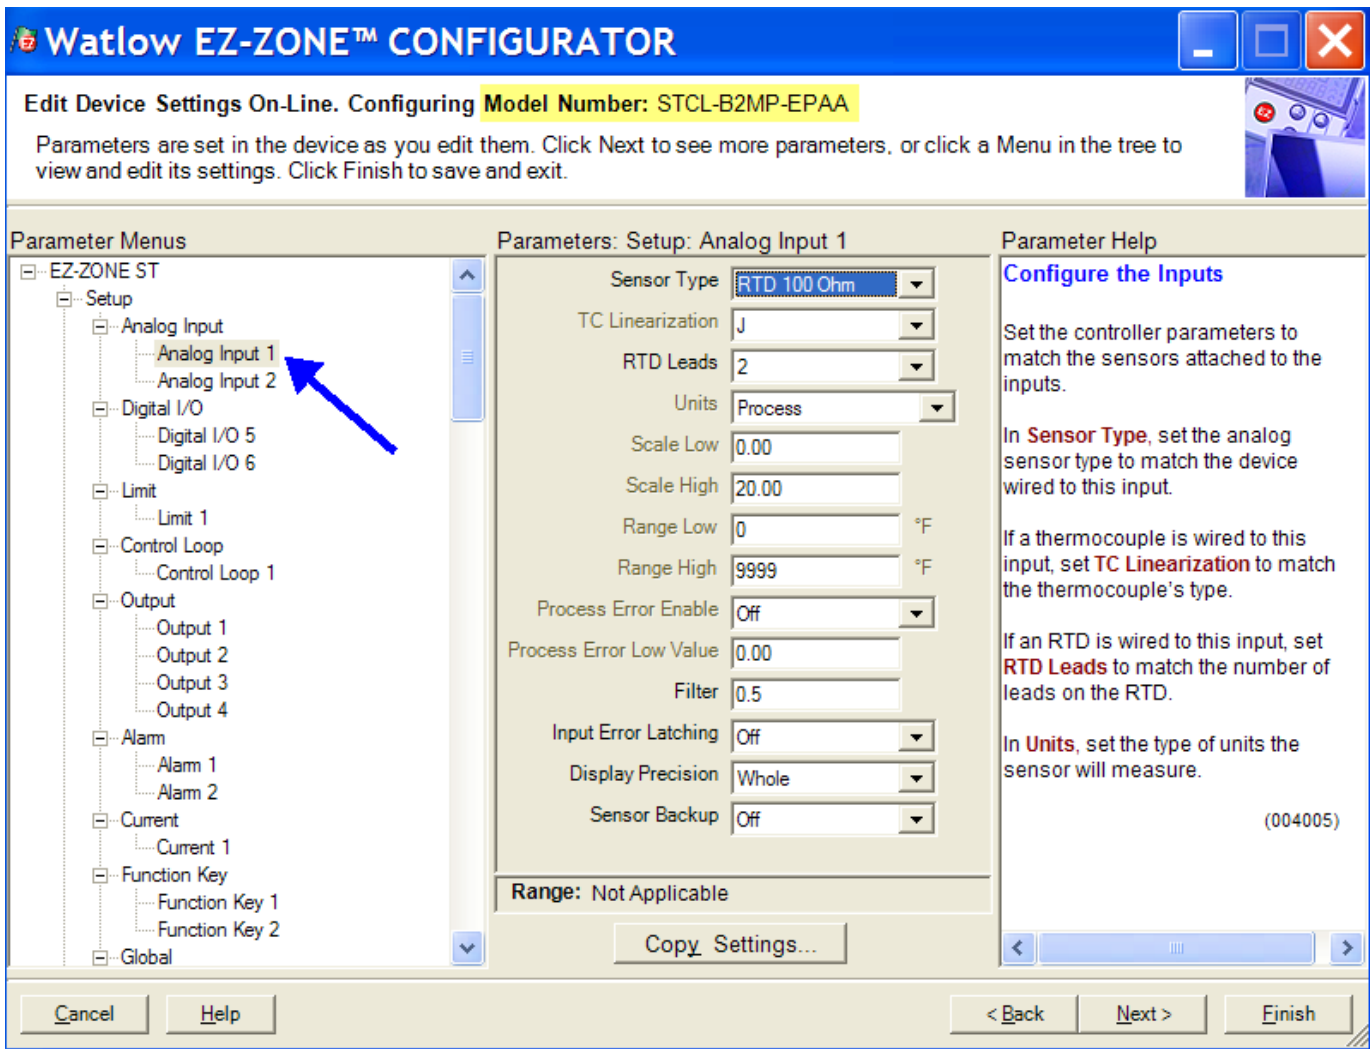 Watlow EZ-ZONE™ CONFIGURATOR
Edit Device Settings On-Line. Configuring Model Number: STCL-B2MP-EPAA
Parameters are set in the device as you edit them. Click Next to see more parameters, or click a Menu in the tree to
view and edit its settings. Click Finish to save and exit.
Parameter Menus
EZ-ZONE ST
Setup
Analog Input
Analog Input 1
Analog Input 2
Digital I/O
Digital I/O 5
Digital I/O 6
Limit
Limit 1
Control Loop
Control Loop 1
Output
Output 1
Output 2
Output 3
Output 4
Alarm
Alarm 1
Alarm 2
Current
Current 1
Function Key
Function Key 1
Function Key 2
Global
Parameters: Setup: Analog Input 1
Sensor Type RTD 100 Ohm
TC Linearization J
RTD Leads 2
Units Process
Scale Low 0.00
Scale High 20.00
Range Low 0 °F
Range High 9999 °F
Process Error Enable Off
Process Error Low Value 0.00
Filter 0.5
Input Error Latching Off
Display Precision Whole
Sensor Backup Off
Range: Not Applicable
Copy Settings...
Parameter Help
Configure the Inputs
Set the controller parameters to
match the sensors attached to the
inputs.
In Sensor Type, set the analog
sensor type to match the device
wired to this input.
If a thermocouple is wired to this
input, set TC Linearization to match
the thermocouple's type.
If an RTD is wired to this input, set
RTD Leads to match the number of
leads on the RTD.
In Units, set the type of units the
sensor will measure.
(004005)
Cancel
Help
< Back
Next >
Finish